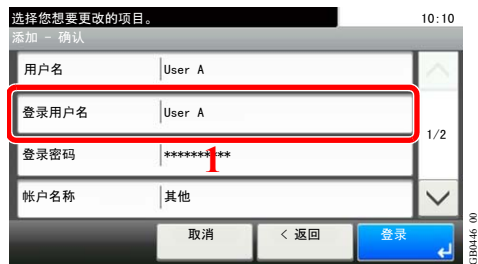 选择您想要更改的项目。 10:10
添加 - 确认
用户名 User A
登录用户名 User A
1/2
登录密码 **********
1
帐户名称 其他
取消 < 返回 登录
GB0446_00